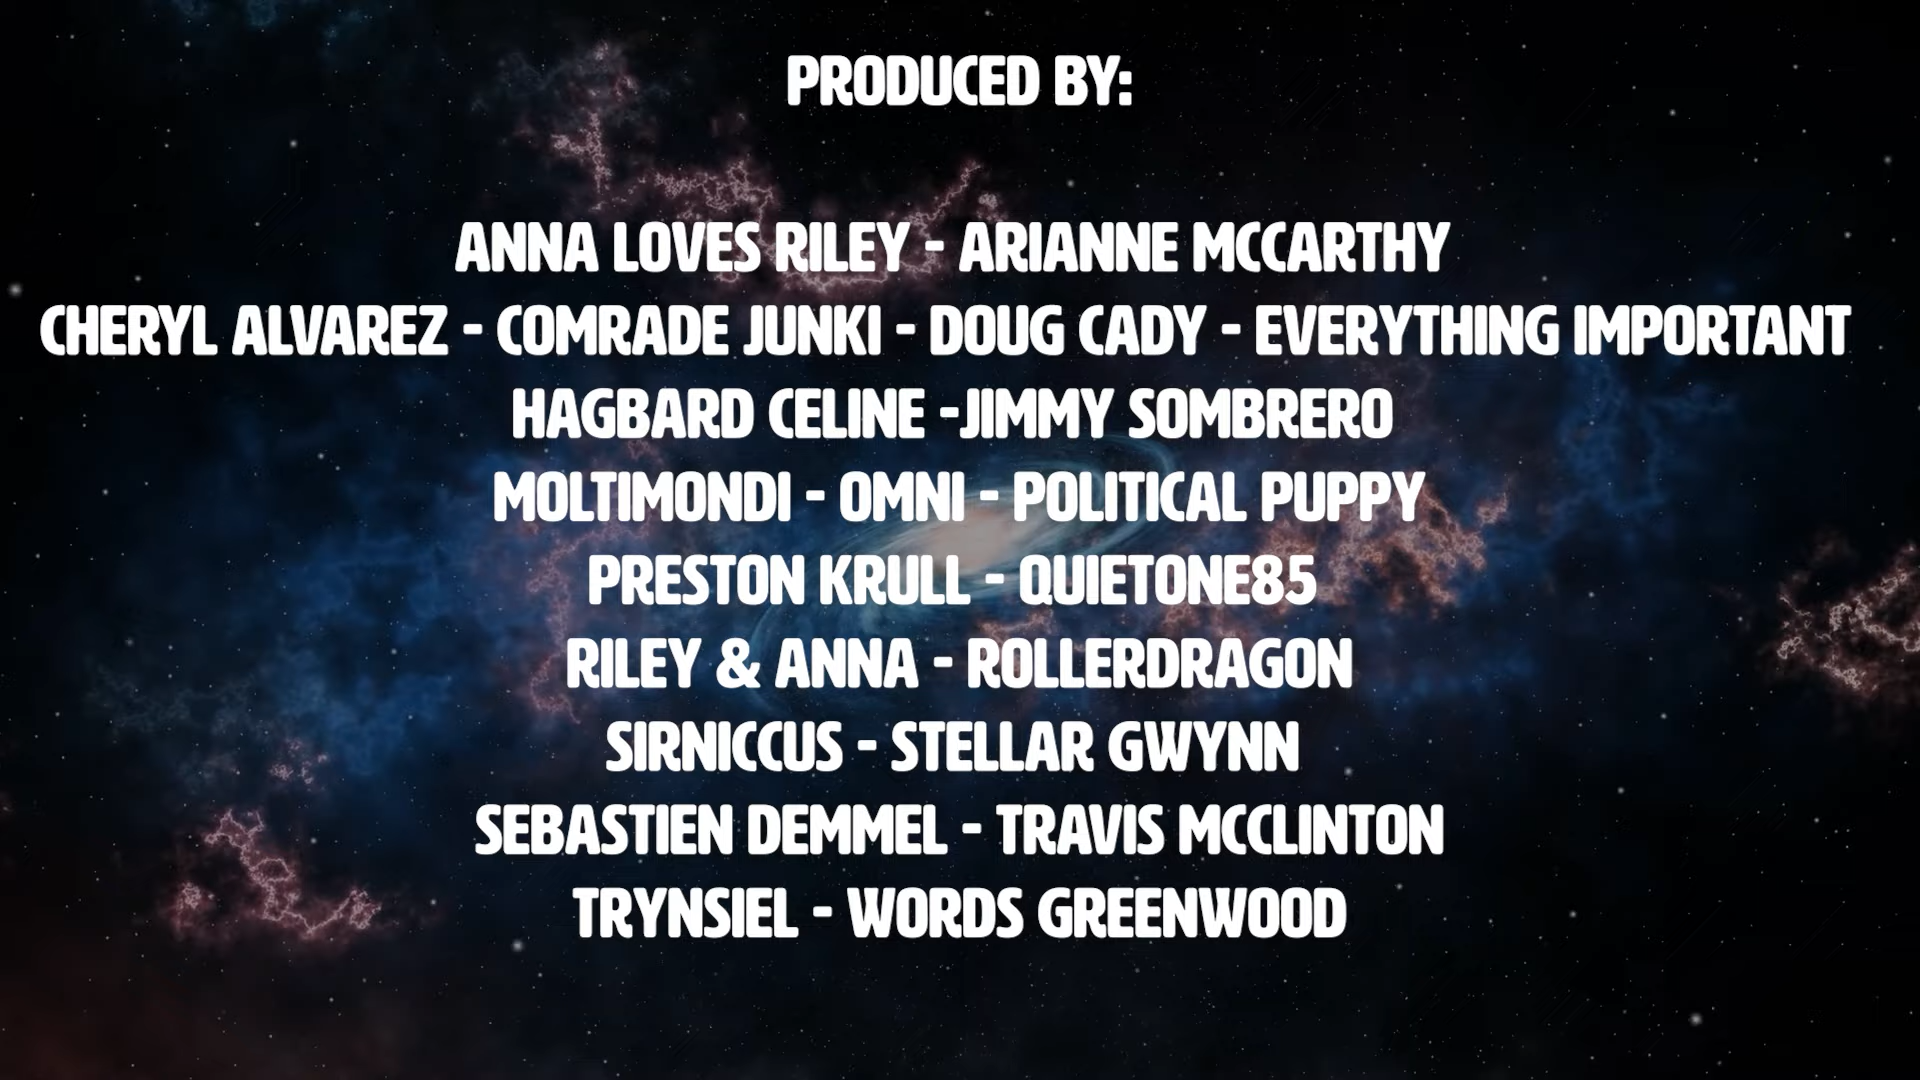 PRODUCED BY:
ANNA LOVES RILEY - ARIANNE MCCARTHY
CHERYL ALVAREZ - COMRADE JUNKI - DOUG CADY - EVERYTHING IMPORTANT
HAGBARD CELINE -JIMMY SOMBRERO
MOLTIMONDI - OMNI - POLITICAL PUPPY
PRESTON KRULL - QUIETONE85
RILEY & ANNA - ROLLERDRAGON
SIRNICCUS - STELLAR GWYNN
SEBASTIEN DEMMEL - TRAVIS MCCLINTON
TRYNSIEL - WORDS GREENWOOD